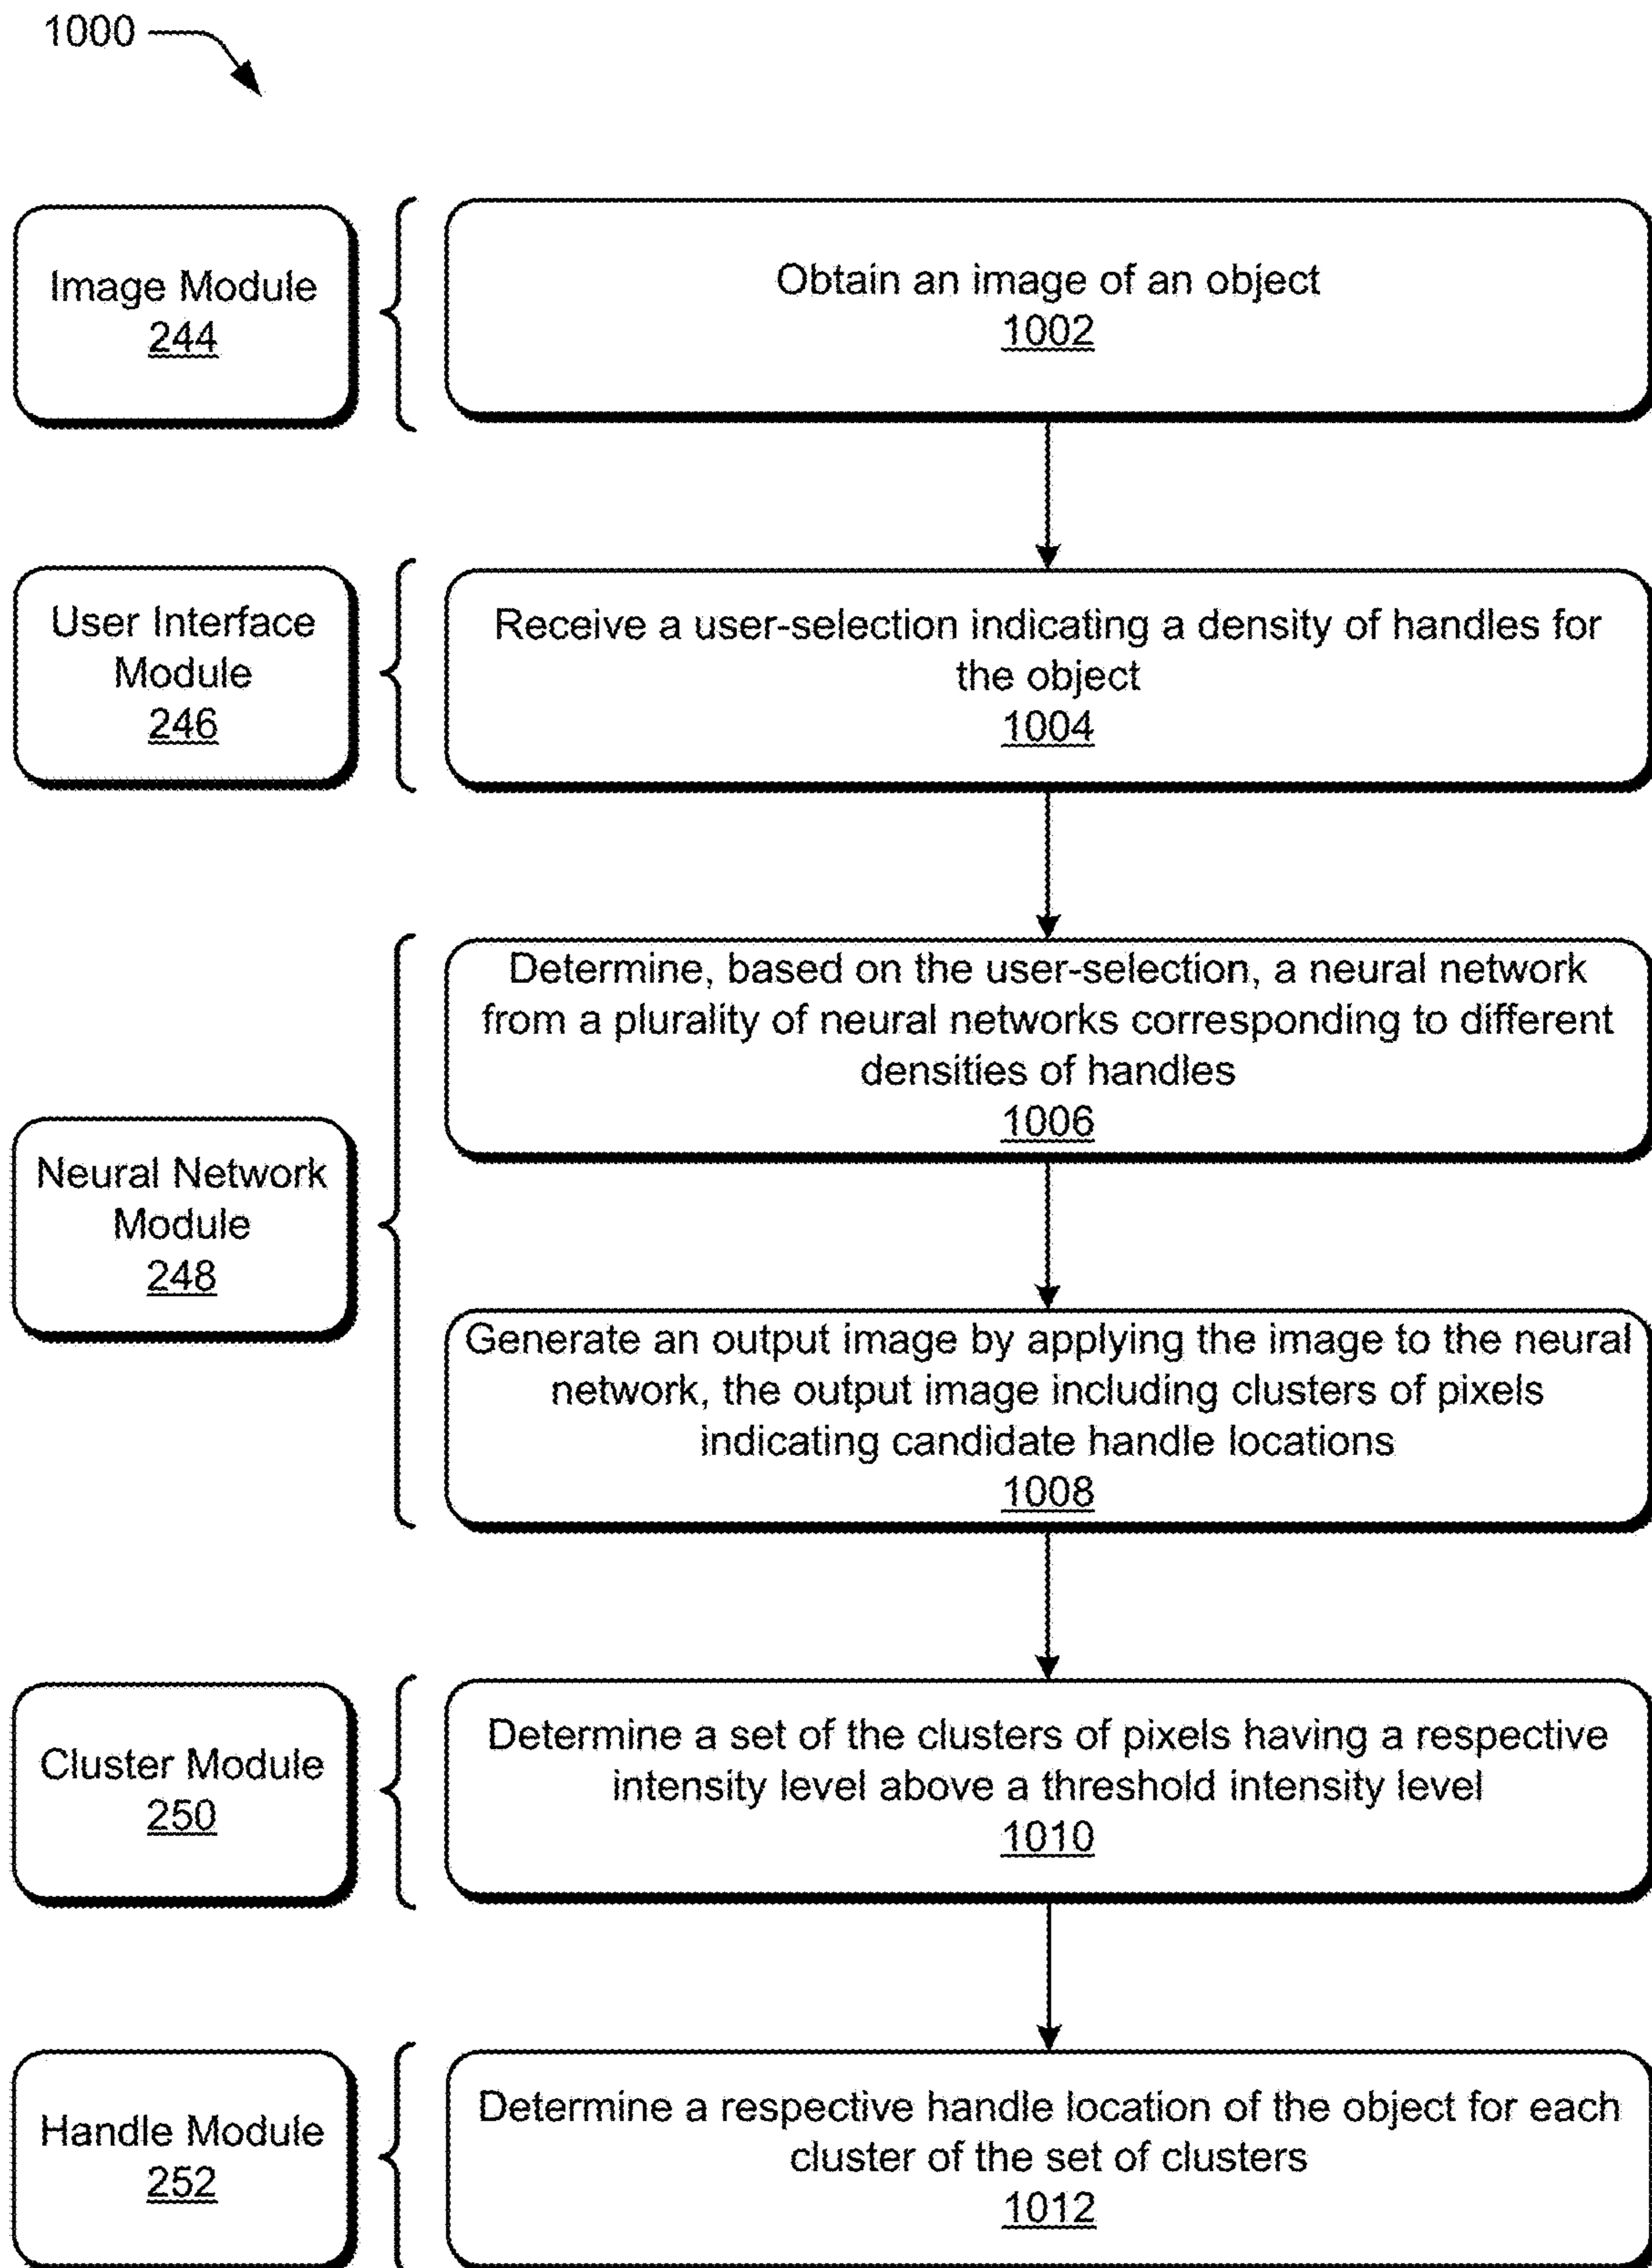 1000
Image Module
244
Obtain an image of an object
1002
User Interface
Module
246
Receive a user-selection indicating a density of handles for
the object
1004
Neural Network
Module
248
Determine, based on the user-selection, a neural network
from a plurality of neural networks corresponding to different
densities of handles
1006
Generate an output image by applying the image to the neural
network, the output image including clusters of pixels
indicating candidate handle locations
1008
Cluster Module
250
Determine a set of the clusters of pixels having a respective
intensity level above a threshold intensity level
1010
Handle Module
252
Determine a respective handle location of the object for each
cluster of the set of clusters
1012